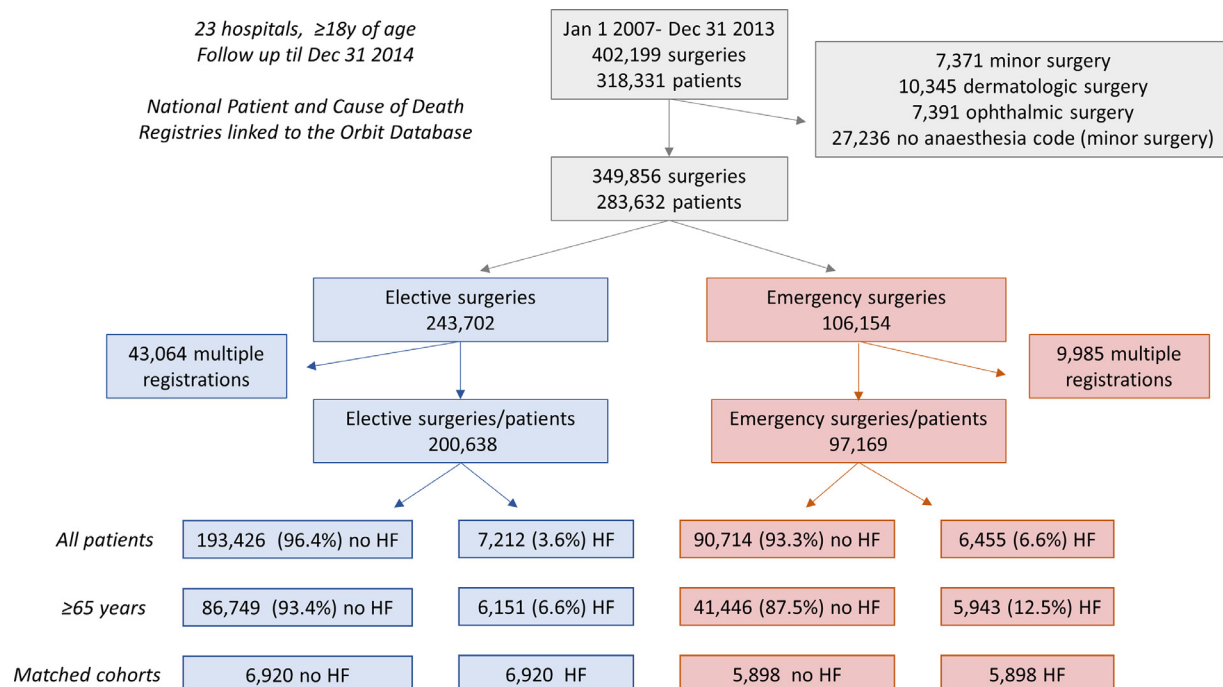 23 hospitals, ≥18y of age
Follow up til Dec 31 2014
National Patient and Cause of Death
Registries linked to the Orbit Database
Jan 1 2007- Dec 31 2013
402,199 surgeries
318,331 patients
7,371 minor surgery
10,345 dermatologic surgery
7,391 ophthalmic surgery
27,236 no anaesthesia code (minor surgery)
349,856 surgeries
283,632 patients
Elective surgeries
243,702
Emergency surgeries
106,154
43,064 multiple
registrations
9,985 multiple
registrations
Elective surgeries/patients
200,638
Emergency surgeries/patients
97,169
All patients
193,426 (96.4%) no HF
7,212 (3.6%) HF
90,714 (93.3%) no HF
6,455 (6.6%) HF
≥65 years
86,749 (93.4%) no HF
6,151 (6.6%) HF
41,446 (87.5%) no HF
5,943 (12.5%) HF
Matched cohorts
6,920 no HF
6,920 HF
5,898 no HF
5,898 HF